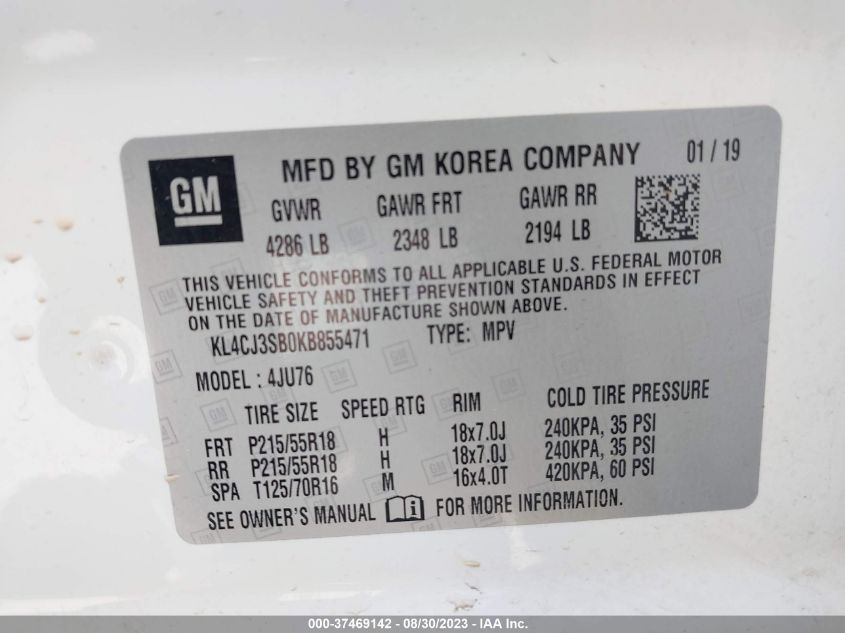 GM
MFD BY GM KOREA COMPANY 01 / 19
GVWR GAWR FRT GAWR RR
4286 LB 2348 LB 2194 LB
THIS VEHICLE CONFORMS TO ALL APPLICABLE U.S. FEDERAL MOTOR
VEHICLE SAFETY AND THEFT PREVENTION STANDARDS IN EFFECT
ON THE DATE OF MANUFACTURE SHOWN ABOVE.
KL4CJ3SB0KB855471 TYPE: MPV
MODEL : 4JU76
TIRE SIZE SPEED RTG RIM COLD TIRE PRESSURE
FRT P215/55R18 H 18x7.0J 240KPA, 35 PSI
RR P215/55R18 H 18x7.0J 240KPA, 35 PSI
SPA T125/70R16 M 16x4.0T 420KPA, 60 PSI
SEE OWNER'S MANUAL i FOR MORE INFORMATION.
000-37469142 - 08/30/2023 - IAA Inc.